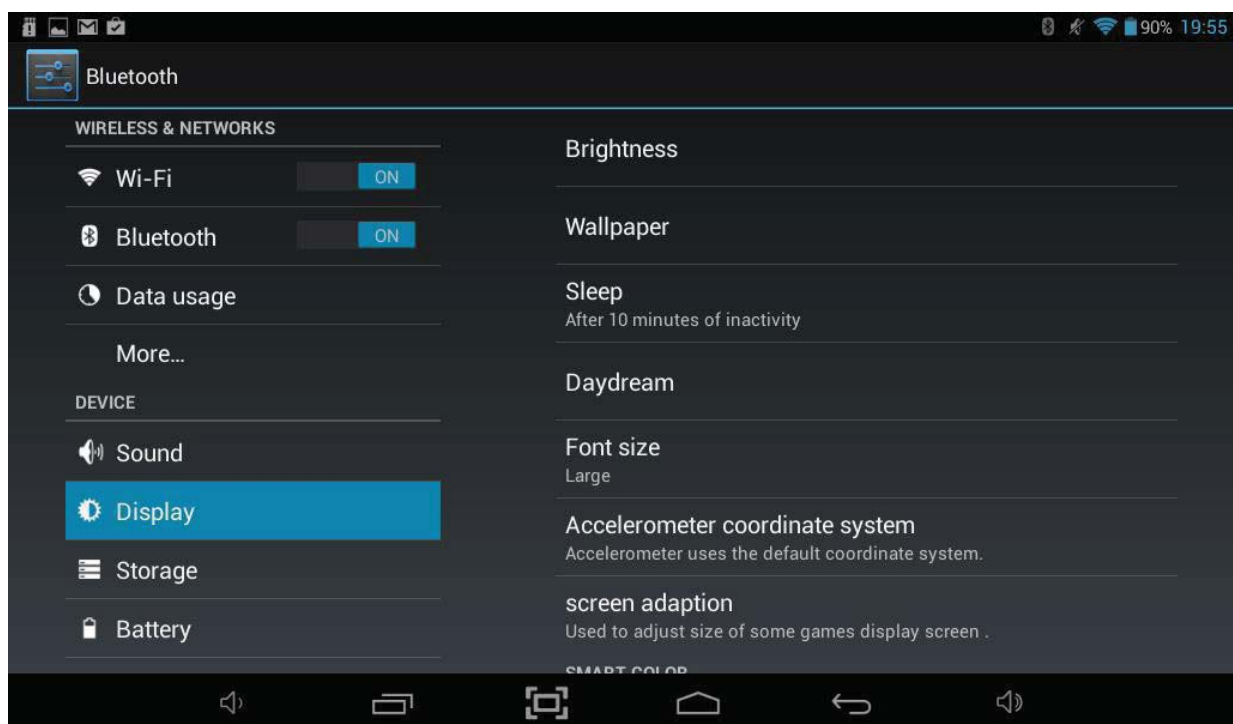 90% 19:55
Bluetooth
WIRELESS & NETWORKS
Wi-Fi ON
Bluetooth ON
Data usage
More...
DEVICE
Sound
Display
Storage
Battery
Brightness
Wallpaper
Sleep
After 10 minutes of inactivity
Daydream
Font size
Large
Accelerometer coordinate system
Accelerometer uses the default coordinate system.
screen adaption
Used to adjust size of some games display screen .
SMART COLOR